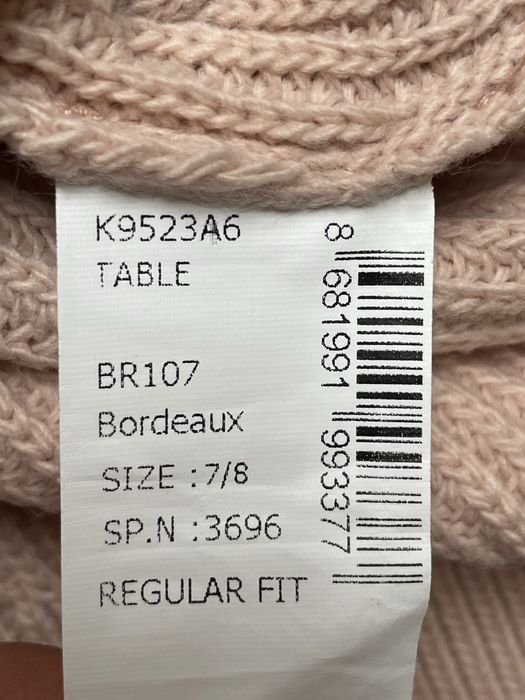 K9523A6
TABLE
BR107
Bordeaux
SIZE :7/8
SP.N :3696
REGULAR FIT
8 681991 993377